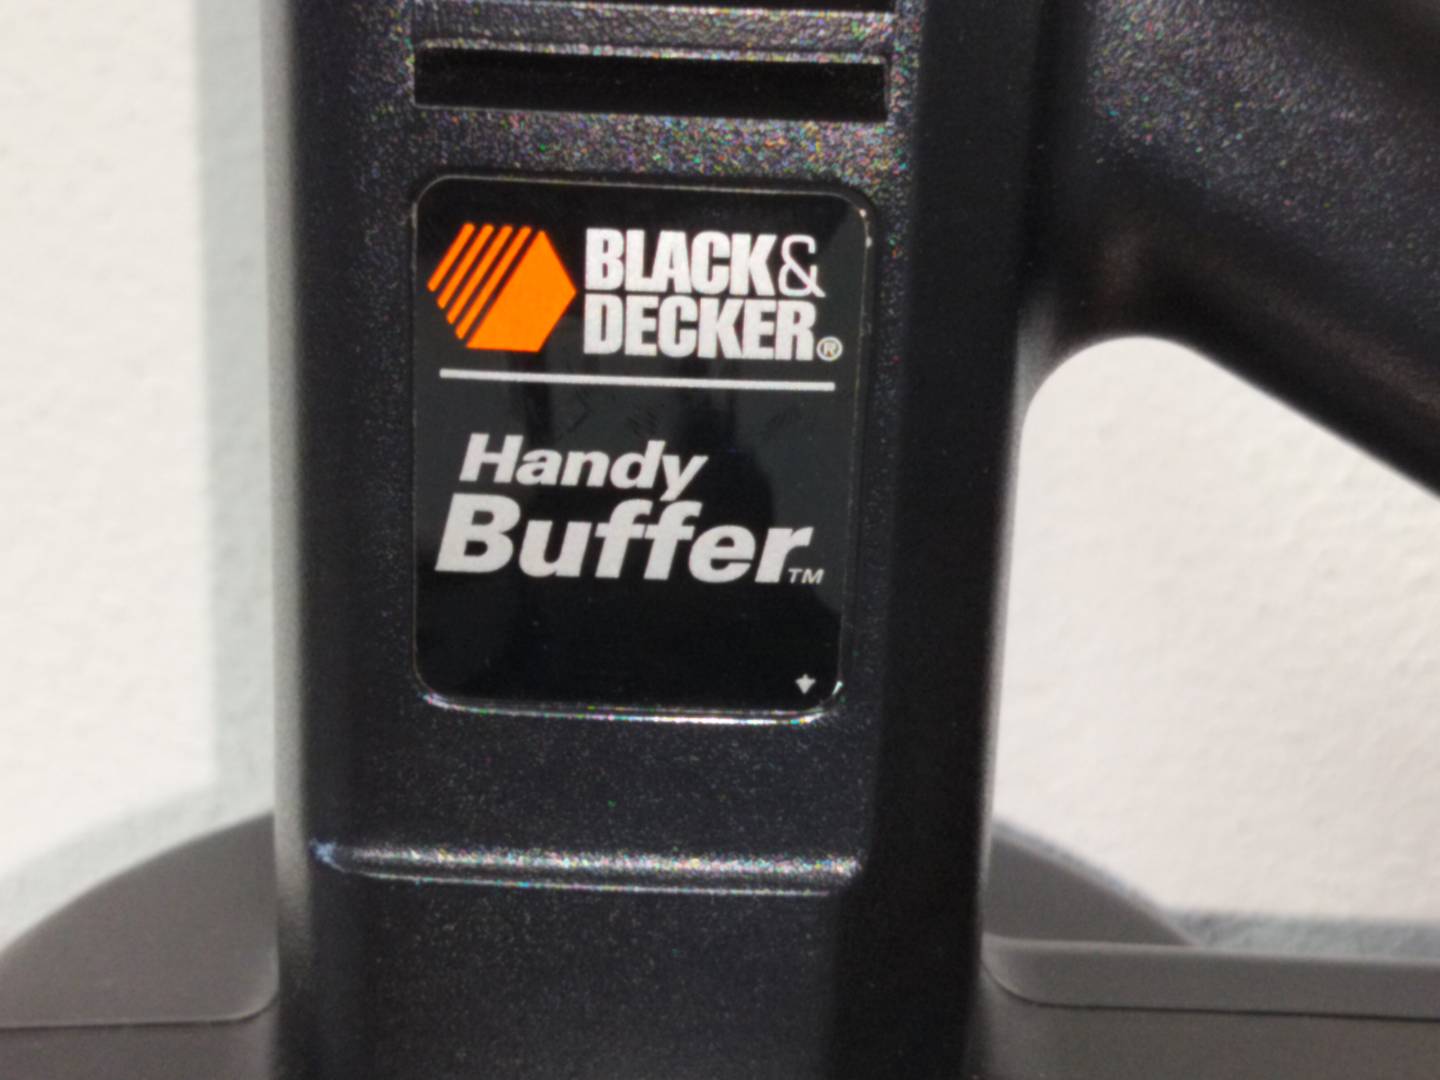 BLACK&
DECKER®
Handy
Buffer™